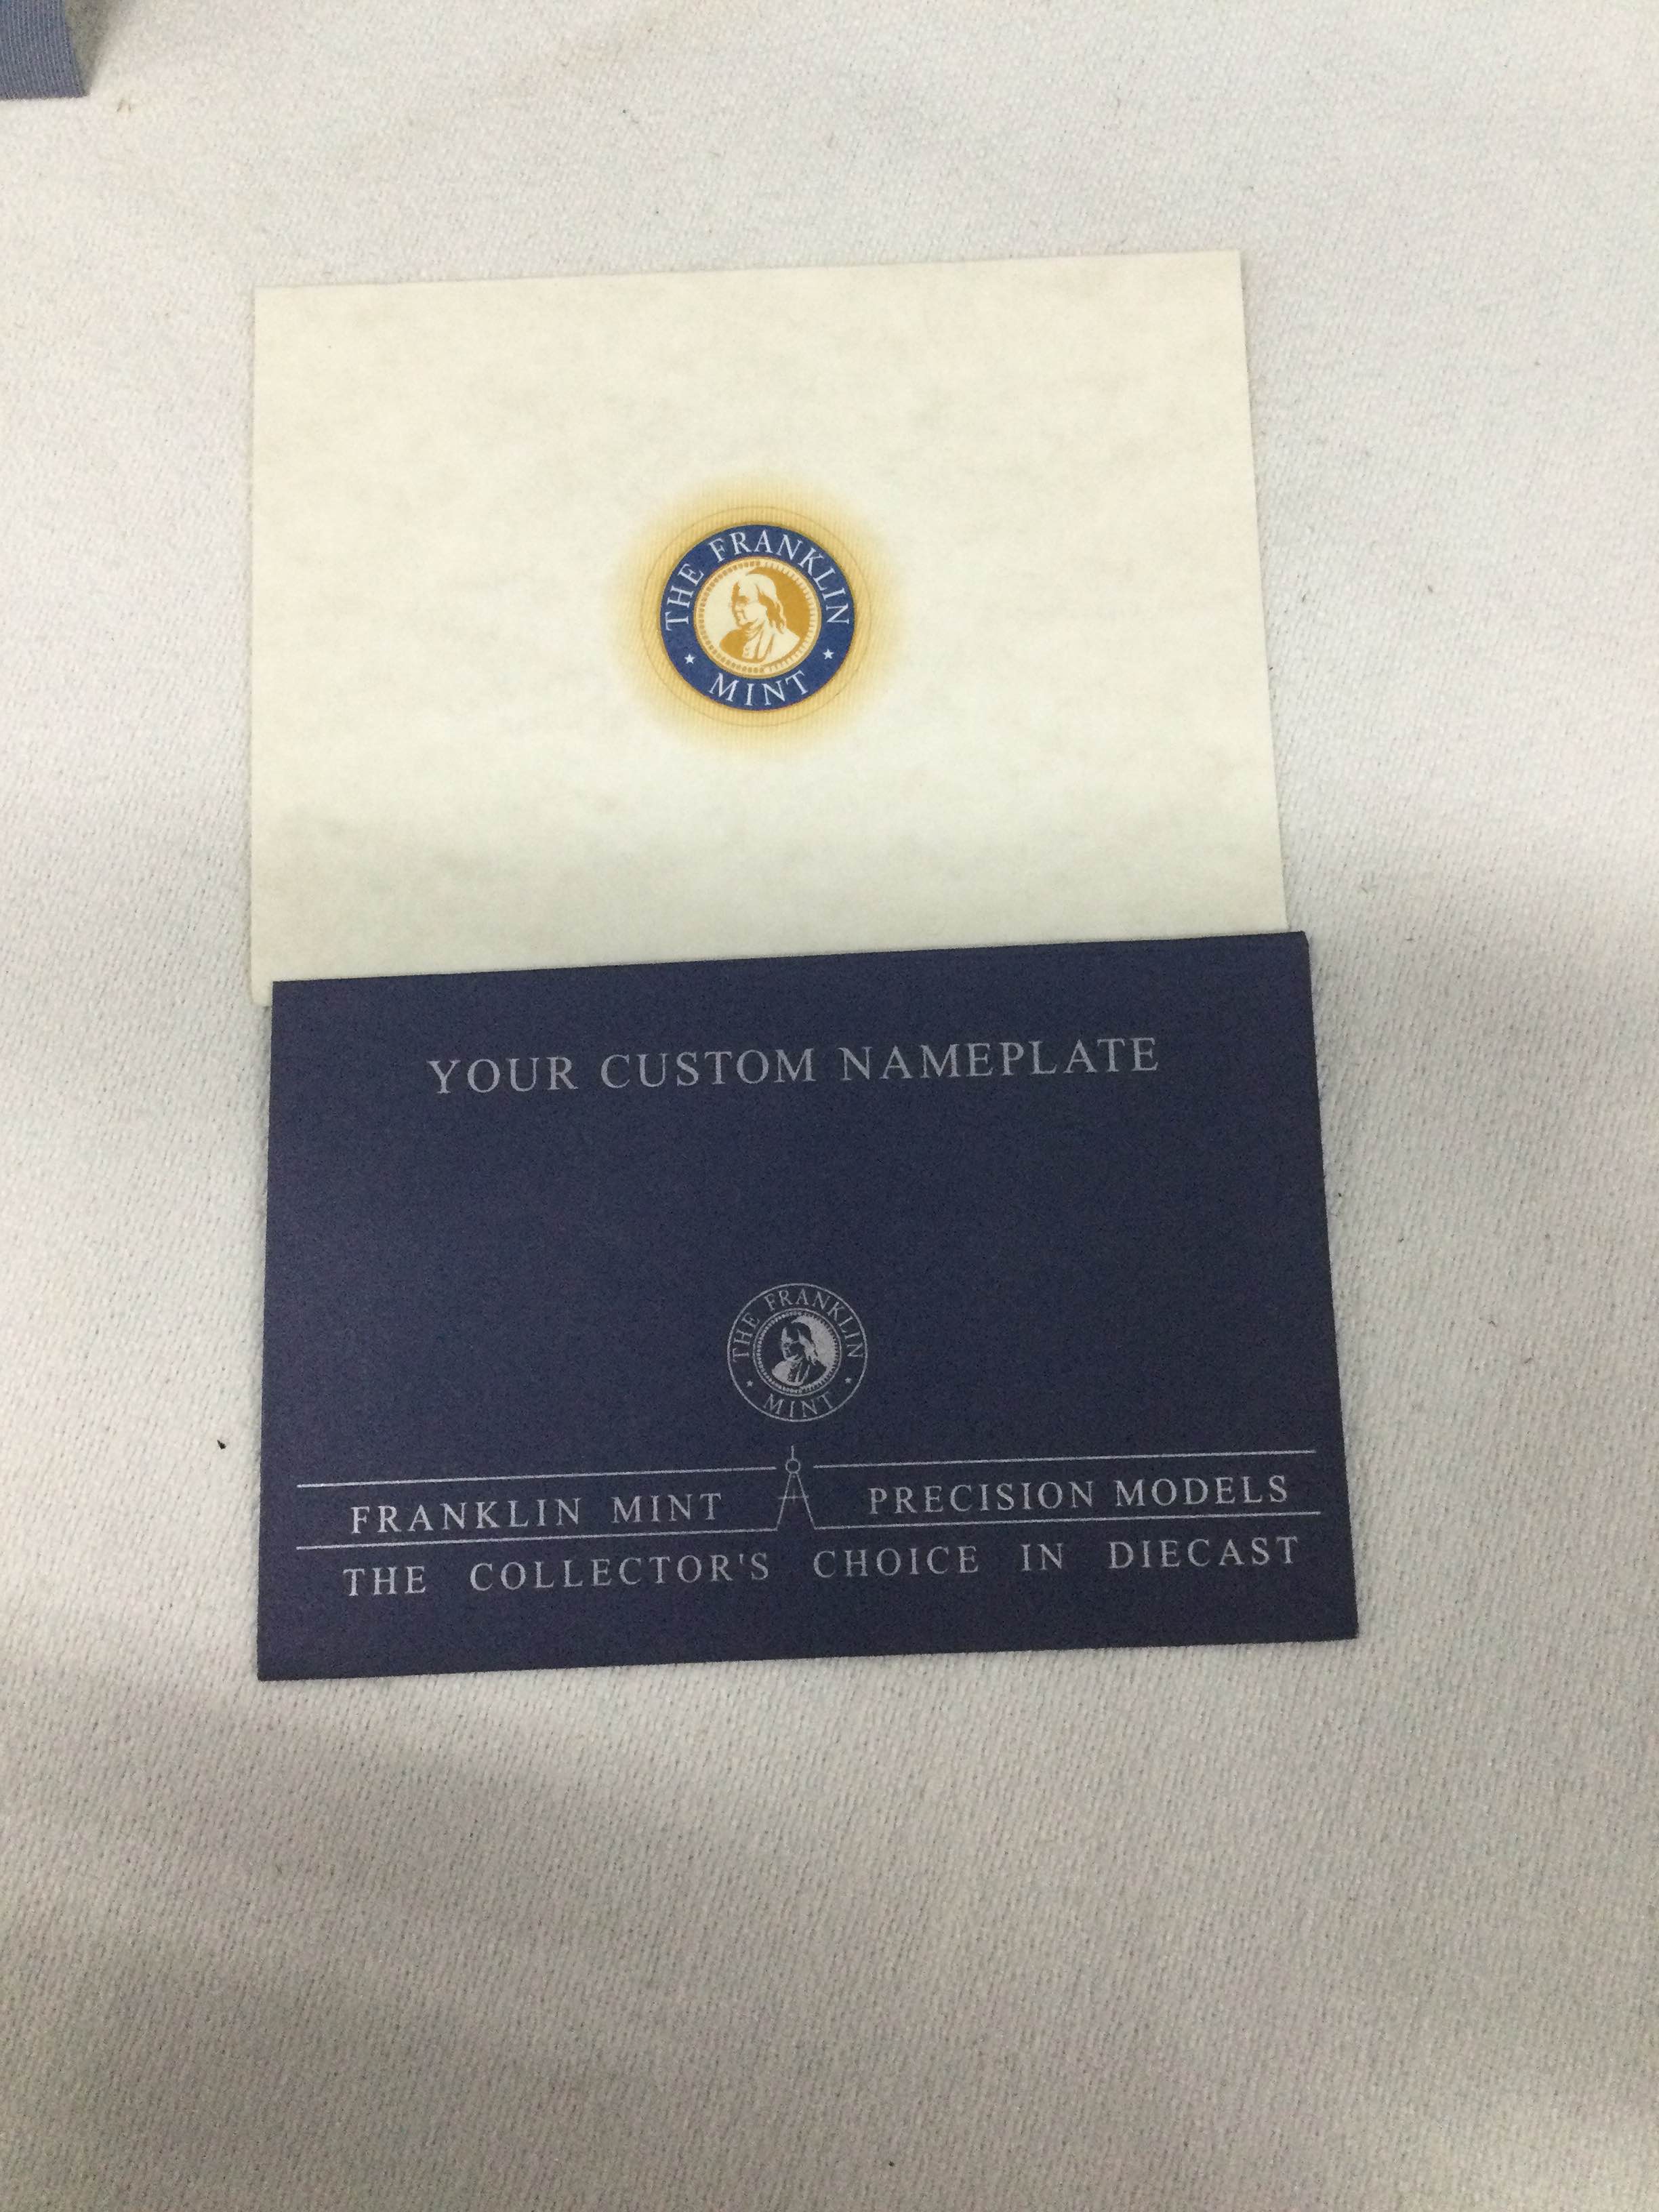 THE FRANKLIN
MINT
YOUR CUSTOM NAMEPLATE
THE FRANKLIN
MINT
FRANKLIN MINT PRECISION MODELS
THE COLLECTOR'S CHOICE IN DIECAST